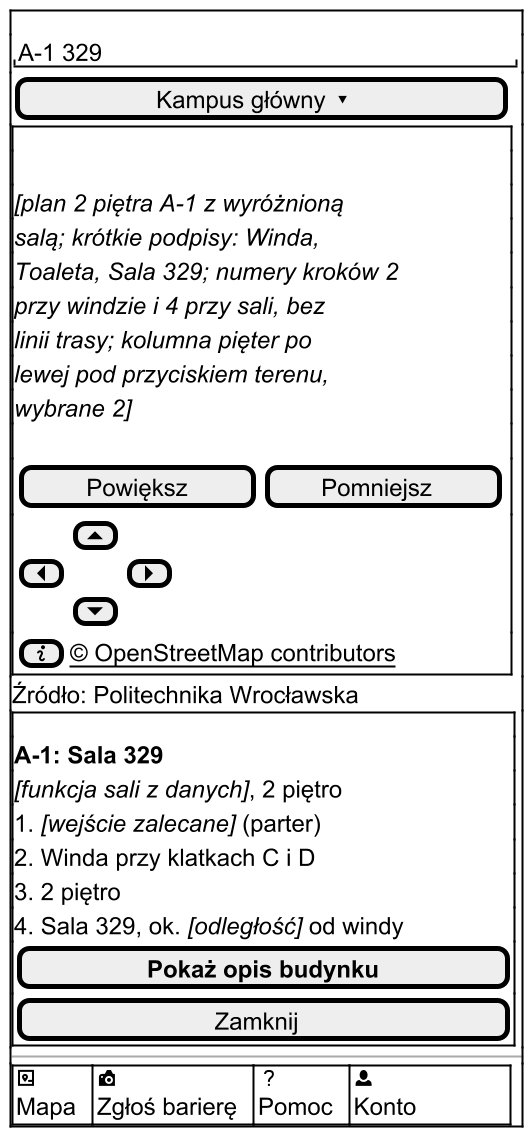 A-1 329
Kampus główny ▾
[plan 2 piętra A-1 z wyróżnioną
salą; krótkie podpisy: Winda,
Toaleta, Sala 329; numery kroków 2
przy windzie i 4 przy sali, bez
linii trasy; kolumna pięter po
lewej pod przyciskiem terenu,
wybrane 2]
Powiększ Pomniejsz
i © OpenStreetMap contributors
Źródło: Politechnika Wrocławska
A-1: Sala 329
[funkcja sali z danych], 2 piętro
1. [wejście zalecane] (parter)
2. Winda przy klatkach C i D
3. 2 piętro
4. Sala 329, ok. [odległość] od windy
Pokaż opis budynku
Zamknij
?
Mapa Zgłoś barierę Pomoc Konto